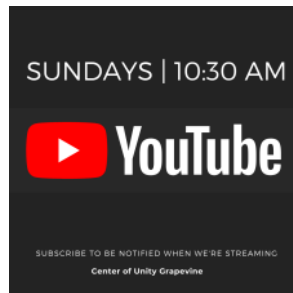 SUNDAYS | 10:30 AM
YouTube
SUBSCRIBE TO BE NOTIFIED WHEN WE'RE STREAMING
Center of Unity Grapevine